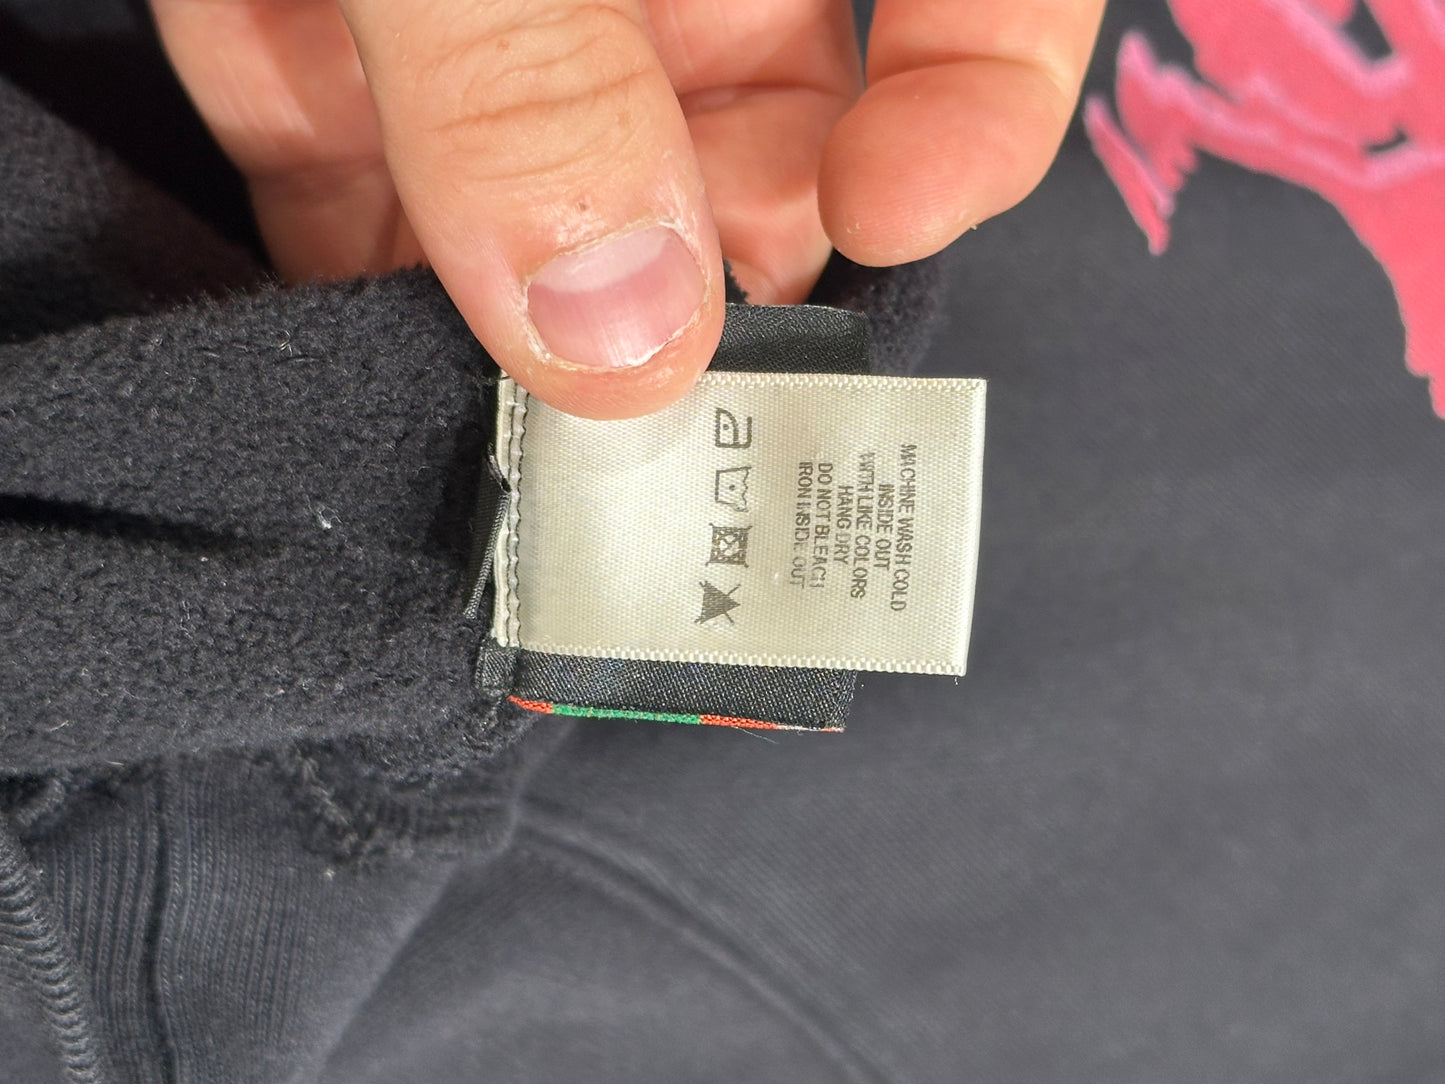 MACHINE WASH COLD
INSIDE OUT
WITH LIKE COLORS
HANG DRY
DO NOT BLEACH
IRON INSIDE OUT